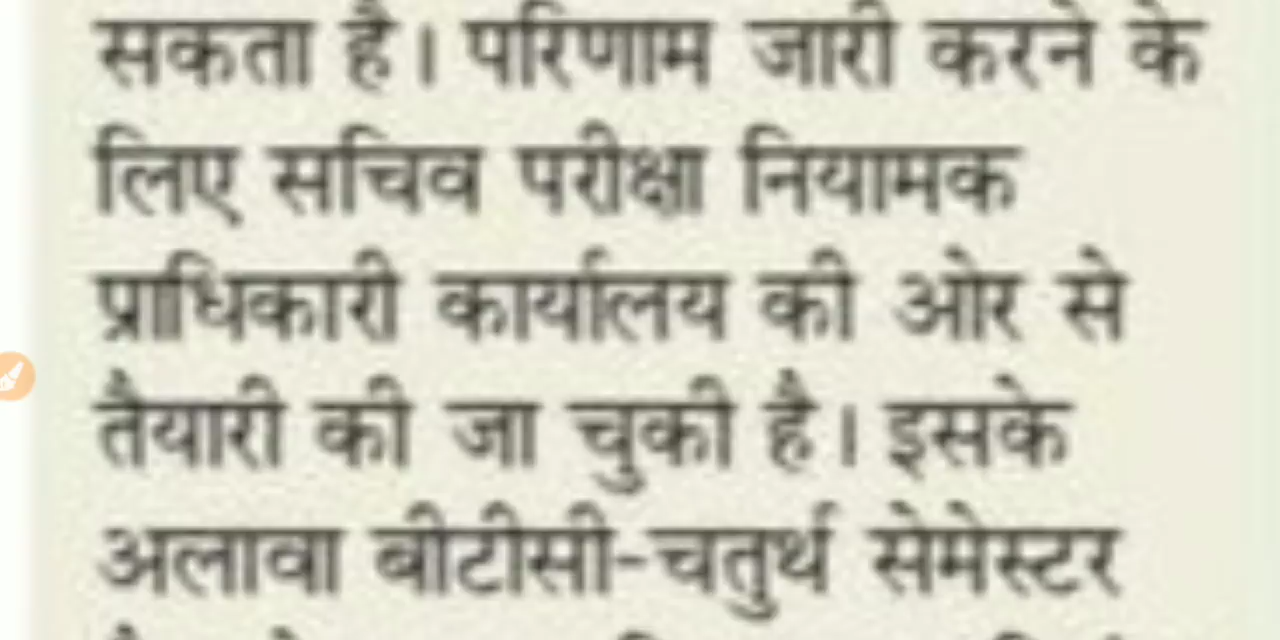 सकता है। परिणाम जारी करने के
लिए सचिव परीक्षा नियामक
प्राधिकारी कार्यालय की ओर से
तैयारी की जा चुकी है। इसके
अलावा बीटीसी-चतुर्थ सेमेस्टर